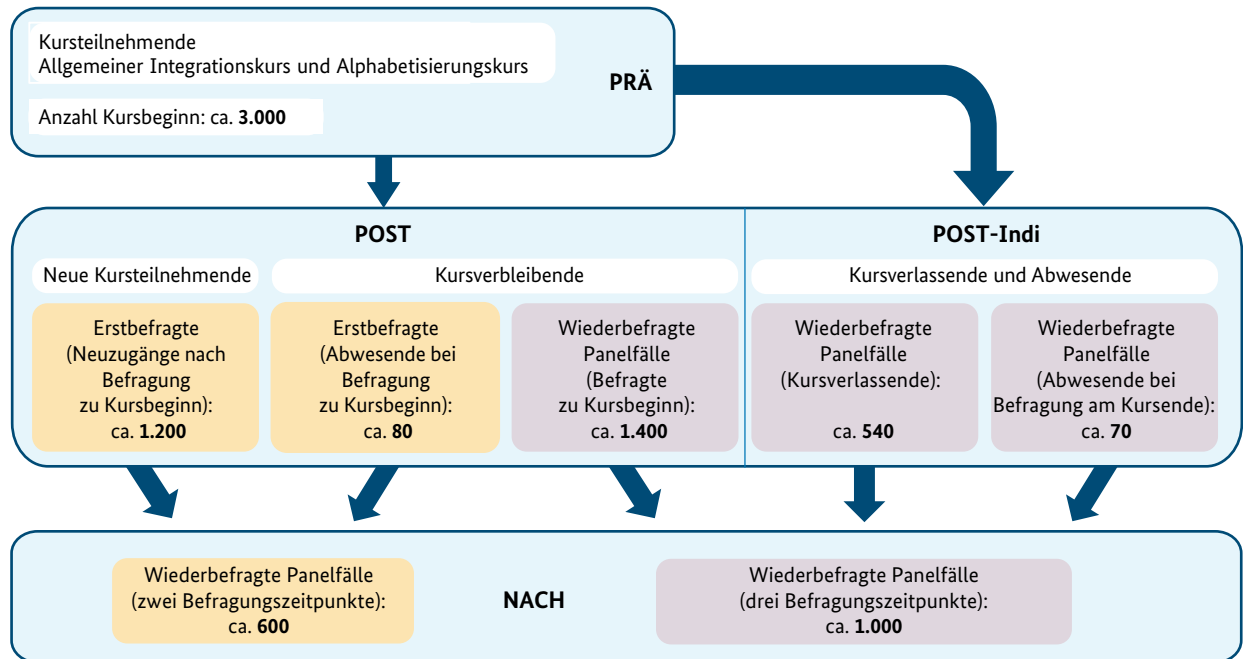 Kursteilnehmende
Allgemeiner Integrationskurs und Alphabetisierungskurs
PRÄ
Anzahl Kursbeginn: ca. 3.000
POST
POST-Indi
Neue Kursteilnehmende
Kursverbleibende
Kursverlassende und Abwesende
Erstbefragte
(Neuzugänge nach
Befragung
zu Kursbeginn):
ca. 1.200
Erstbefragte
(Abwesende bei
Befragung
zu Kursbeginn):
ca. 80
Wiederbefragte
Panelfälle
(Befragte
zu Kursbeginn):
ca. 1.400
Wiederbefragte
Panelfälle
(Kursverlassende):
ca. 540
Wiederbefragte
Panelfälle
(Abwesende bei
Befragung am Kursende):
ca. 70
Wiederbefragte Panelfälle
(zwei Befragungszeitpunkte):
ca. 600
NACH
Wiederbefragte Panelfälle
(drei Befragungszeitpunkte):
ca. 1.000